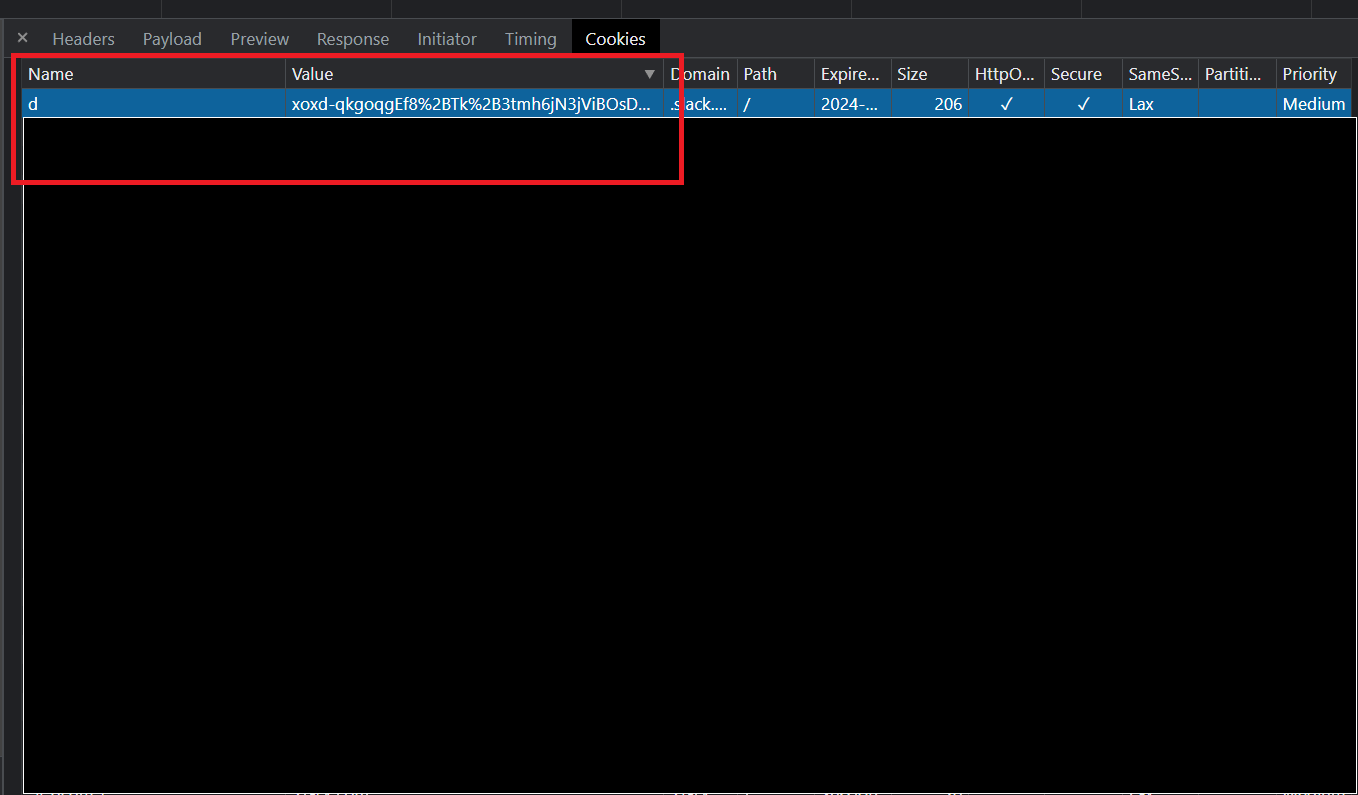 × Headers Payload Preview Response Initiator Timing Cookies
Name Value ▼ Domain Path Expire... Size HttpO... Secure SameS... Partiti... Priority
d xoxd-qkgoqgEf8%2BTk%2B3tmh6jN3jViBOsD... .slack.... / 2024-... 206 ✓ ✓ Lax Medium